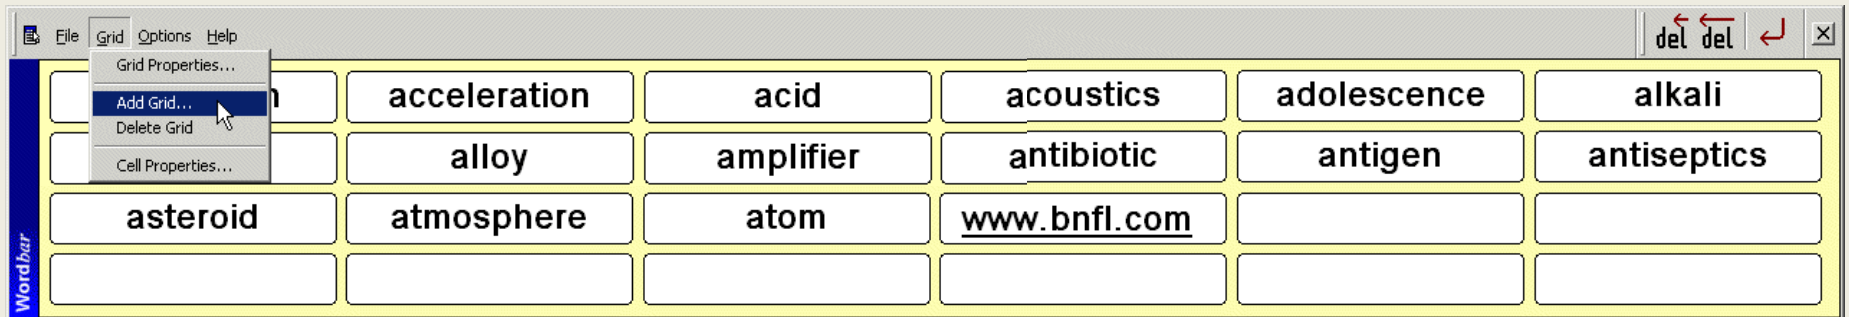 File Grid Options Help del del
Grid Properties...
Add Grid...
Delete Grid
Cell Properties...
acceleration acid acoustics adolescence alkali
alloy amplifier antibiotic antigen antiseptics
asteroid atmosphere atom www.bnfl.com
Wordbar